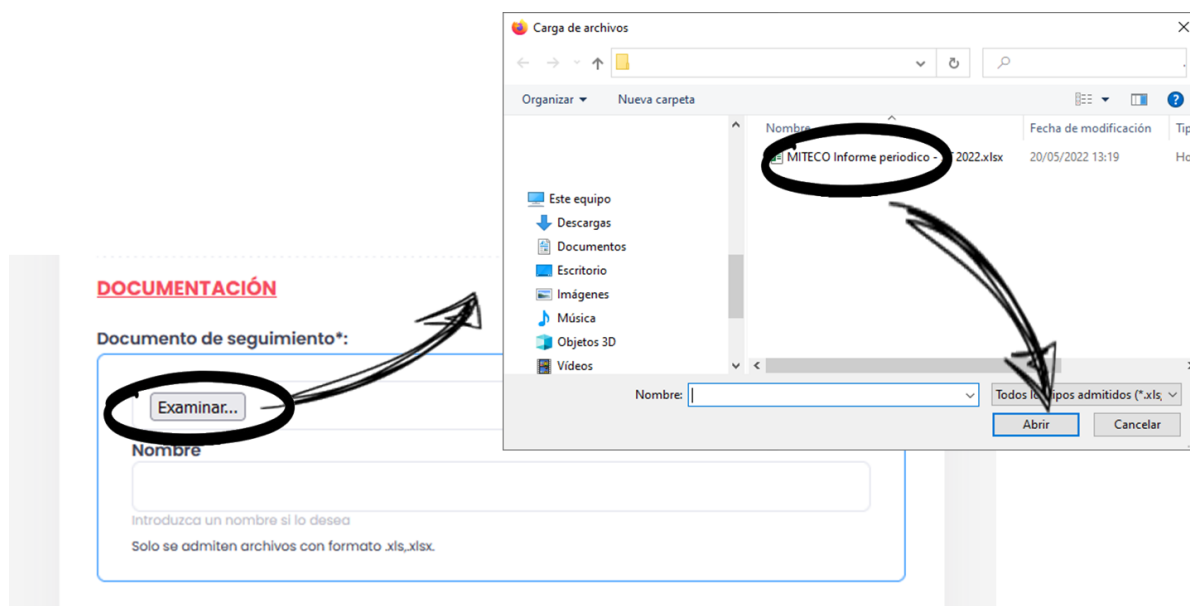 Carga de archivos
Organizar
Nueva carpeta
Nombre
Fecha de modificación
MITECO Informe periodico - 2022.xlsx
20/05/2022 13:19
Este equipo
Descargas
Documentos
Escritorio
Imágenes
Música
Objetos 3D
Vídeos
Nombre:
Todos los tipos admitidos (*.xls,
Abrir
Cancelar
DOCUMENTACIÓN
Documento de seguimiento*:
Examinar...
Nombre
Introduzca un nombre si lo desea
Solo se admiten archivos con formato .xls,.xlsx.